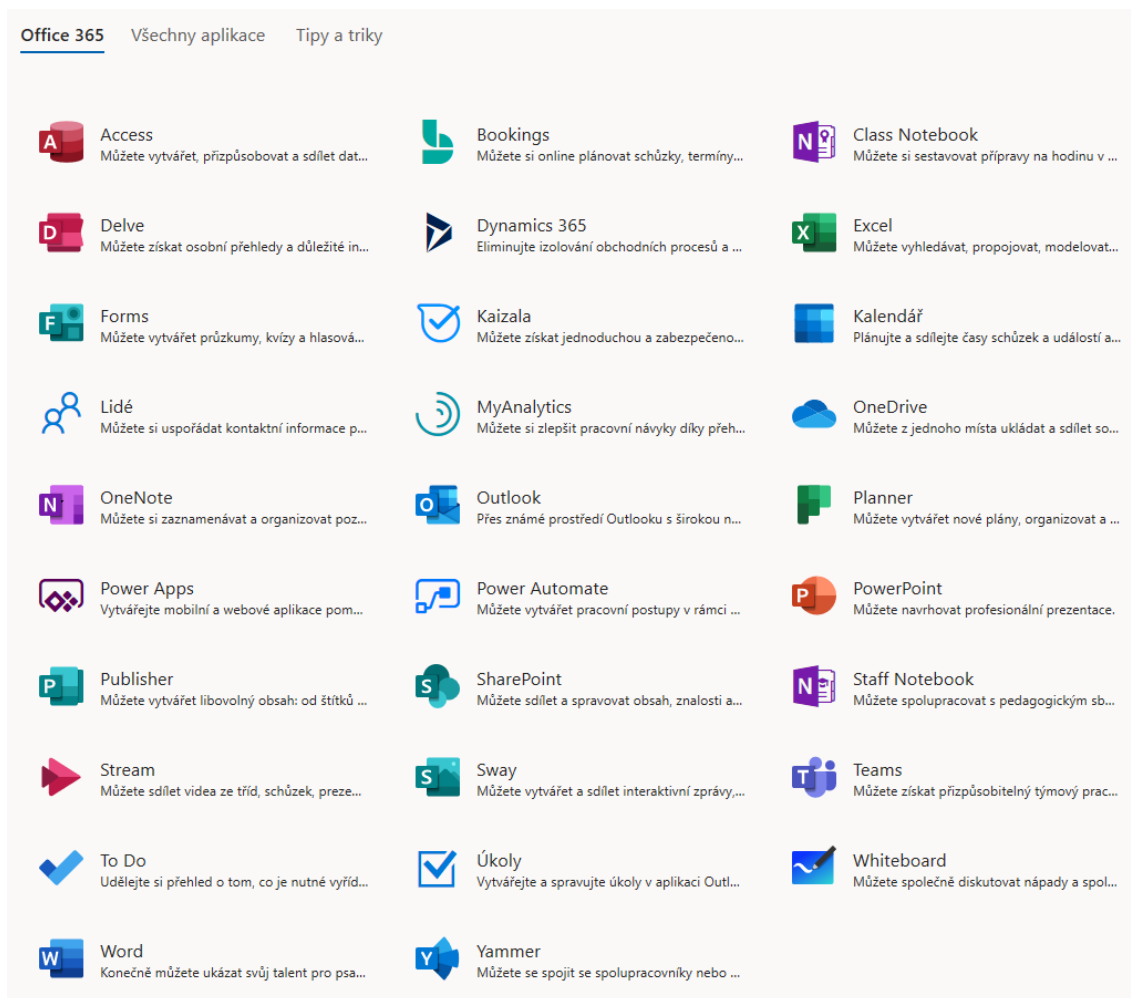 Office 365 Všechny aplikace Tipy a triky
Access
Můžete vytvářet, přizpůsobovat a sdílet dat...
Bookings
Můžete si online plánovat schůzky, termíny...
Class Notebook
Můžete si sestavovat přípravy na hodinu v ...
Delve
Můžete získat osobní přehledy a důležité in...
Dynamics 365
Eliminujte izolování obchodních procesů a ...
Excel
Můžete vyhledávat, propojovat, modelovat...
Forms
Můžete vytvářet průzkumy, kvízy a hlasová...
Kaizala
Můžete získat jednoduchou a zabezpečeno...
Kalendář
Plánujte a sdílejte časy schůzek a událostí a...
Lidé
Můžete si uspořádat kontaktní informace p...
MyAnalytics
Můžete si zlepšit pracovní návyky díky přeh...
OneDrive
Můžete z jednoho místa ukládat a sdílet so...
OneNote
Můžete si zaznamenávat a organizovat poz...
Outlook
Přes známé prostředí Outlooku s širokou n...
Planner
Můžete vytvářet nové plány, organizovat a ...
Power Apps
Vytvářejte mobilní a webové aplikace pom...
Power Automate
Můžete vytvářet pracovní postupy v rámci ...
PowerPoint
Můžete navrhovat profesionální prezentace.
Publisher
Můžete vytvářet libovolný obsah: od štítků ...
SharePoint
Můžete sdílet a spravovat obsah, znalosti a...
Staff Notebook
Můžete spolupracovat s pedagogickým sb...
Stream
Můžete sdílet videa ze tříd, schůzek, preze...
Sway
Můžete vytvářet a sdílet interaktivní zprávy,...
Teams
Můžete získat přizpůsobitelný týmový prac...
To Do
Udělejte si přehled o tom, co je nutné vyříd...
Úkoly
Vytvářejte a spravujte úkoly v aplikaci Outl...
Whiteboard
Můžete společně diskutovat nápady a spol...
Word
Konečně můžete ukázat svůj talent pro psa...
Yammer
Můžete se spojit se spolupracovníky nebo ...